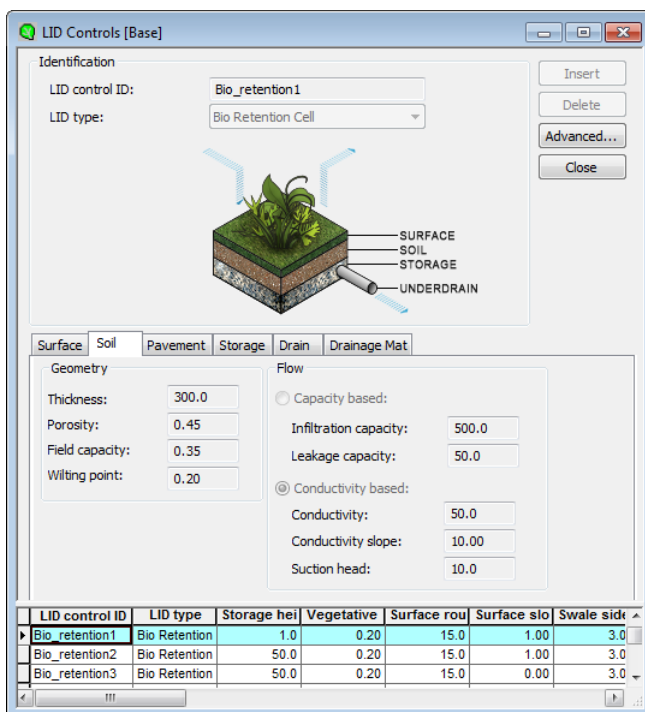 LID Controls [Base]
Identification
LID control ID: Bio_retention1
LID type: Bio Retention Cell
Insert
Delete
Advanced...
Close
SURFACE
SOIL
STORAGE
UNDERDRAIN
Surface Soil Pavement Storage Drain Drainage Mat
Geometry
Thickness: 300.0
Porosity: 0.45
Field capacity: 0.35
Wilting point: 0.20
Flow
Capacity based:
Infiltration capacity: 500.0
Leakage capacity: 50.0
Conductivity based:
Conductivity: 50.0
Conductivity slope: 10.00
Suction head: 10.0
LID control ID LID type Storage hei Vegetative Surface rou Surface slo Swale side
Bio_retention1 Bio Retention 1.0 0.20 15.0 1.00 3.0
Bio_retention2 Bio Retention 50.0 0.20 15.0 1.00 3.0
Bio_retention3 Bio Retention 50.0 0.20 15.0 0.00 3.0